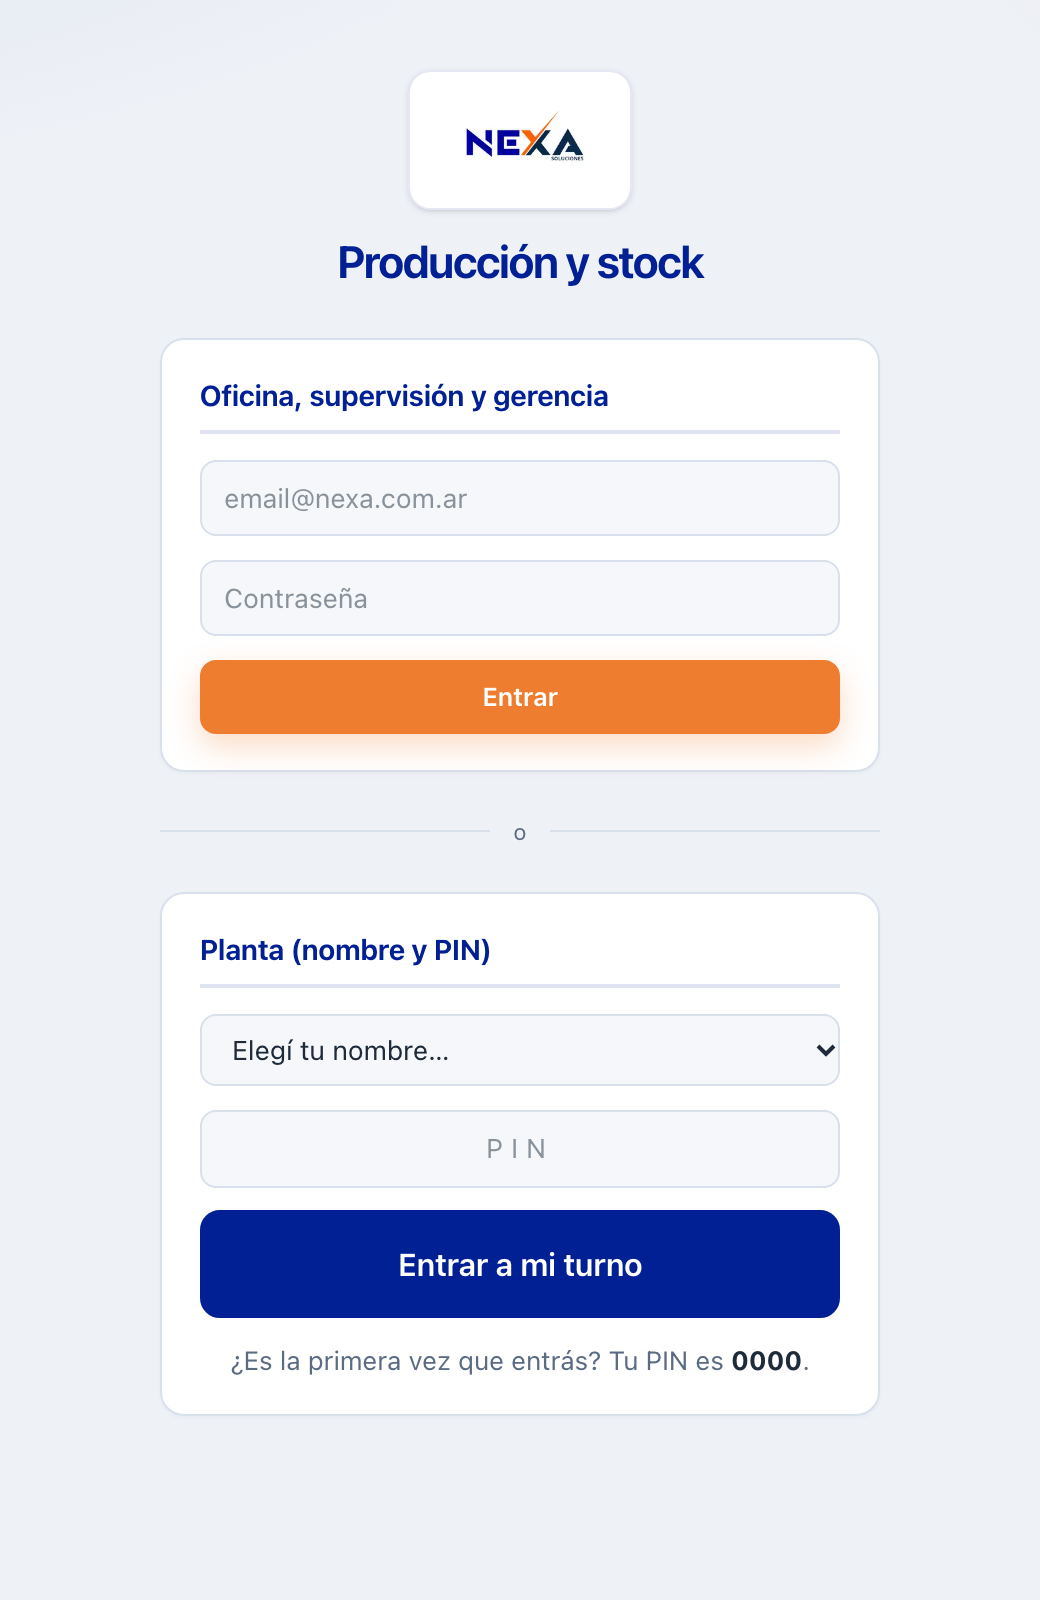 NEXA
SOLUCIONES
Producción y stock
Oficina, supervisión y gerencia
email@nexa.com.ar
Contraseña
Entrar
o
Planta (nombre y PIN)
Elegí tu nombre...
PIN
Entrar a mi turno
¿Es la primera vez que entrás? Tu PIN es 0000.